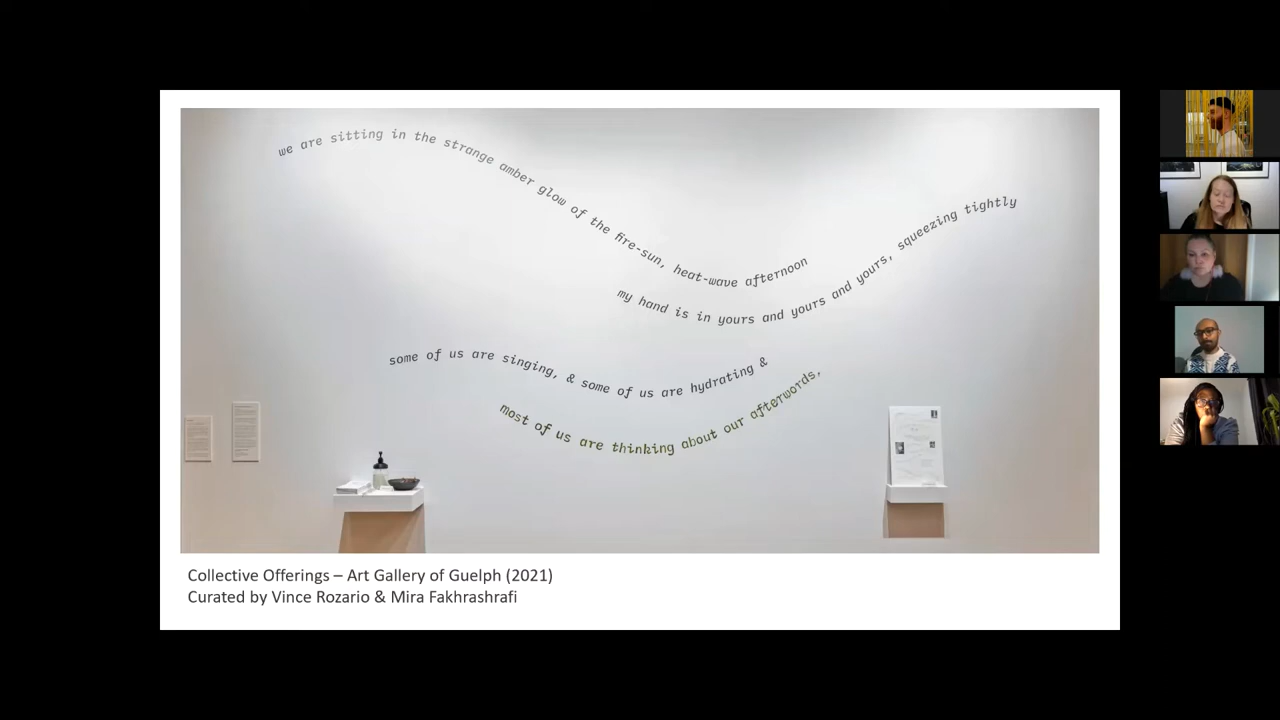 we are sitting in the strange amber glow of the fire-sun, heat-wave afternoon
my hand is in yours and yours and yours, squeezing tightly
some of us are singing, & some of us are hydrating &
most of us are thinking about our afterwords,
Collective Offerings – Art Gallery of Guelph (2021)
Curated by Vince Rozario & Mira Fakhrashrafi